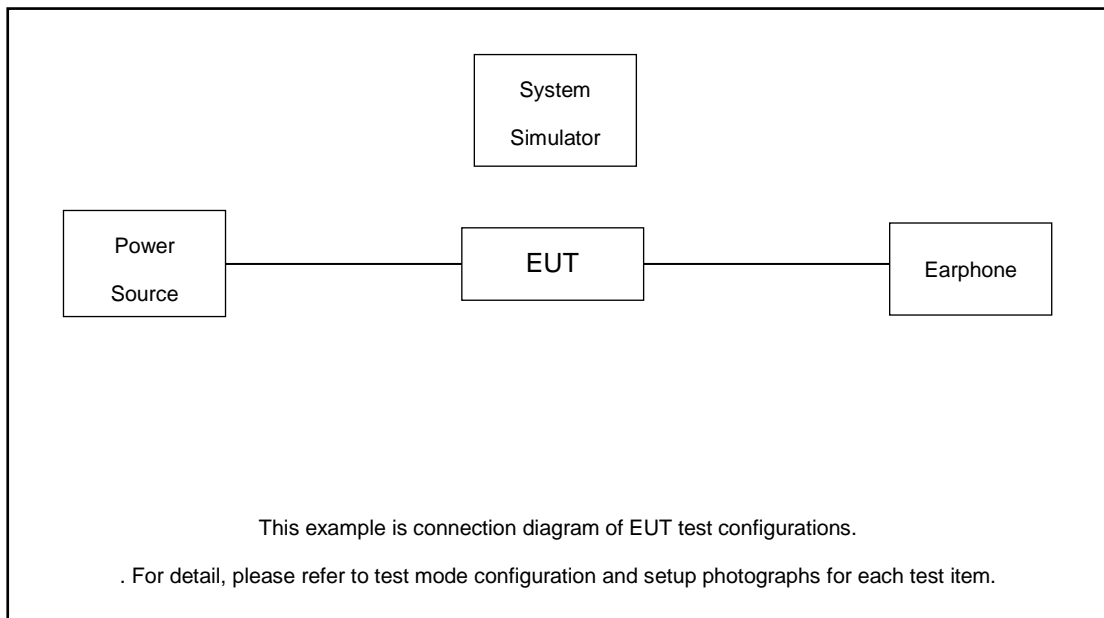 System
Simulator
Power
Source
EUT
Earphone
This example is connection diagram of EUT test configurations.
. For detail, please refer to test mode configuration and setup photographs for each test item.